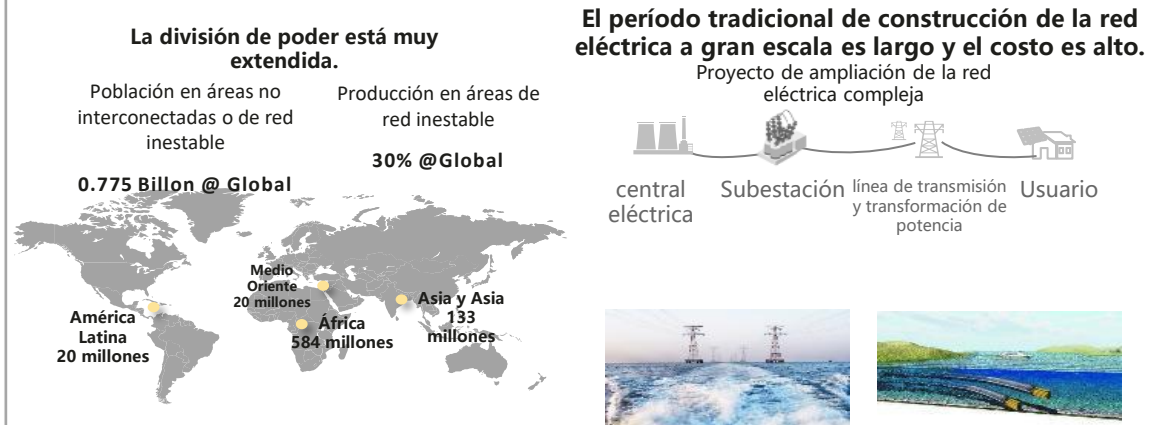 La división de poder está muy
extendida.
Población en áreas no
interconectadas o de red
inestable
0.775 Billon @ Global
Producción en áreas de
red inestable
30% @Global
Medio
Oriente
20 millones
América
Latina
20 millones
África
584 millones
Asia y Asia
133
millones
El período tradicional de construcción de la red
eléctrica a gran escala es largo y el costo es alto.
Proyecto de ampliación de la red
eléctrica compleja
central
eléctrica
Subestación
línea de transmisión
y transformación de
potencia
Usuario